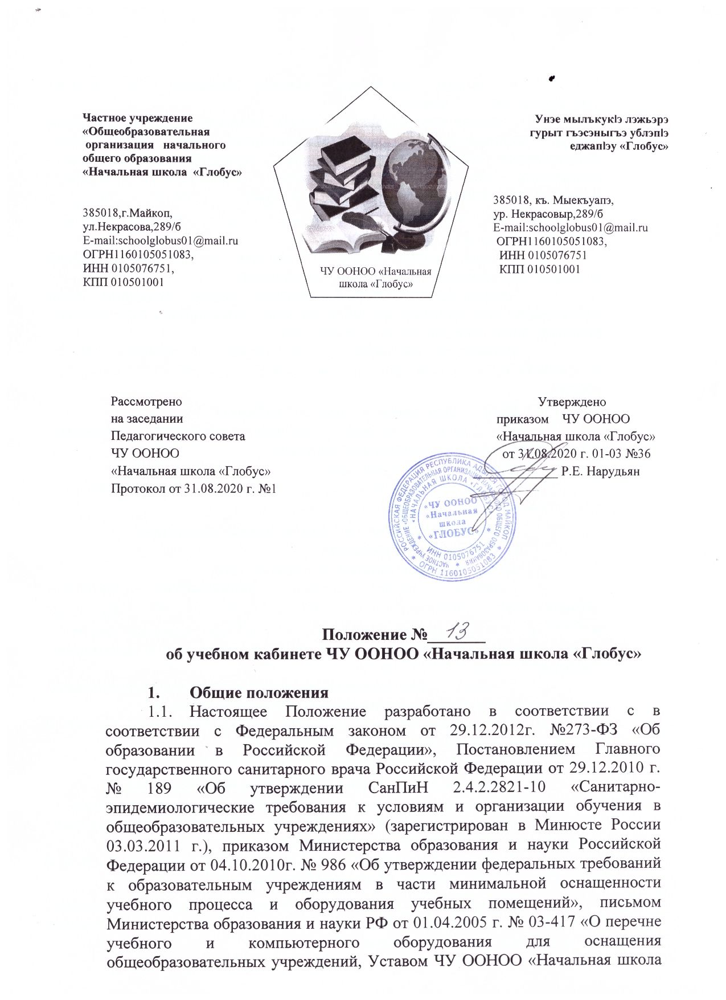 Частное учреждение
«Общеобразовательная
организация начального
общего образования
«Начальная школа «Глобус»
385018,г.Майкоп,
ул.Некрасова,289/б
E-mail:schoolglobus01@mail.ru
ОГРН1160105051083,
ИНН 0105076751,
КПП 010501001
ЧУ ООНОО «Начальная
школа «Глобус»
Унэе мылъкукIэ лэжьэрэ
гурыт гъэсэныгъэ ублэпIэ
еджапIэу «Глобус»
385018, къ. Мыекъуапэ,
ур. Некрасовыр,289/б
E-mail:schoolglobus01@mail.ru
ОГРН1160105051083,
ИНН 0105076751
КПП 010501001
Рассмотрено
на заседании
Педагогического совета
ЧУ ООНОО
«Начальная школа «Глобус»
Протокол от 31.08.2020 г. №1
Утверждено
приказом ЧУ ООНОО
«Начальная школа «Глобус»
от 31.08.2020 г. 01-03 №36
Р.Е. Нарудьян
РОССИЙСКАЯ ФЕДЕРАЦИЯ РЕСПУБЛИКА АДЫГЕЯ ГОРОД МАЙКОП
ОГРН 1160105051083
ЧАСТНОЕ УЧРЕЖДЕНИЕ «ОБЩЕОБРАЗОВАТЕЛЬНАЯ ОРГАНИЗАЦИЯ НАЧАЛЬНОГО ОБЩЕГО ОБРАЗОВАНИЯ
«НАЧАЛЬНАЯ ШКОЛА «ГЛОБУС»
ИНН 0105076751
«ЧУ ООНОО
«Начальная
школа
«ГЛОБУС»
Положение № 13
об учебном кабинете ЧУ ООНОО «Начальная школа «Глобус»
1. Общие положения
1.1. Настоящее Положение разработано в соответствии с в
соответствии с Федеральным законом от 29.12.2012г. №273-ФЗ «Об
образовании в Российской Федерации», Постановлением Главного
государственного санитарного врача Российской Федерации от 29.12.2010 г.
№ 189 «Об утверждении СанПиН 2.4.2.2821-10 «Санитарно-
эпидемиологические требования к условиям и организации обучения в
общеобразовательных учреждениях» (зарегистрирован в Минюсте России
03.03.2011 г.), приказом Министерства образования и науки Российской
Федерации от 04.10.2010г. № 986 «Об утверждении федеральных требований
к образовательным учреждениям в части минимальной оснащенности
учебного процесса и оборудования учебных помещений», письмом
Министерства образования и науки РФ от 01.04.2005 г. № 03-417 «О перечне
учебного и компьютерного оборудования для оснащения
общеобразовательных учреждений, Уставом ЧУ ООНОО «Начальная школа